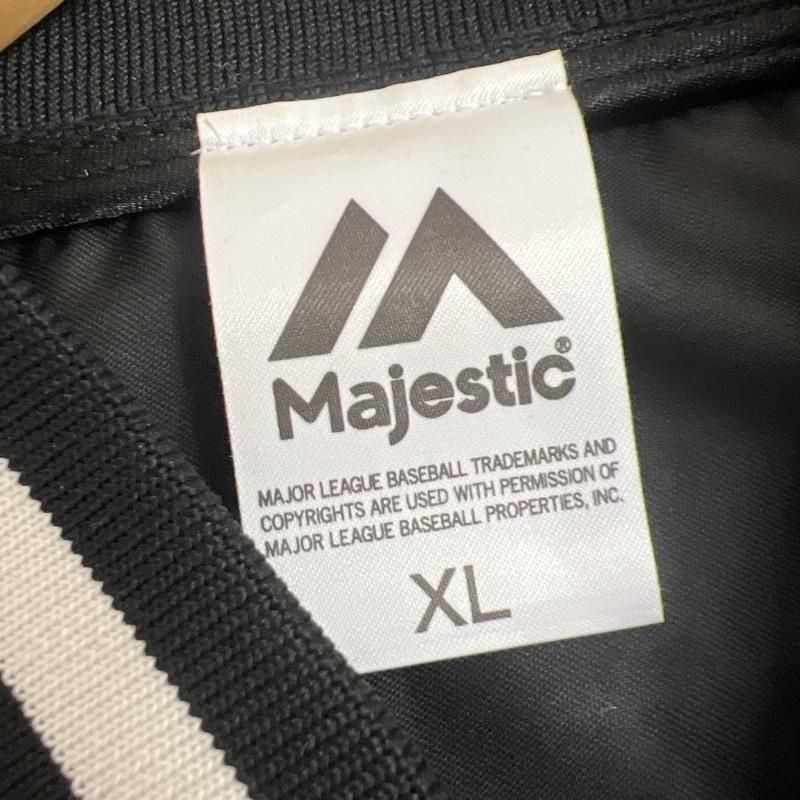 Majestic®
MAJOR LEAGUE BASEBALL TRADEMARKS AND
COPYRIGHTS ARE USED WITH PERMISSION OF
MAJOR LEAGUE BASEBALL PROPERTIES, INC.
XL